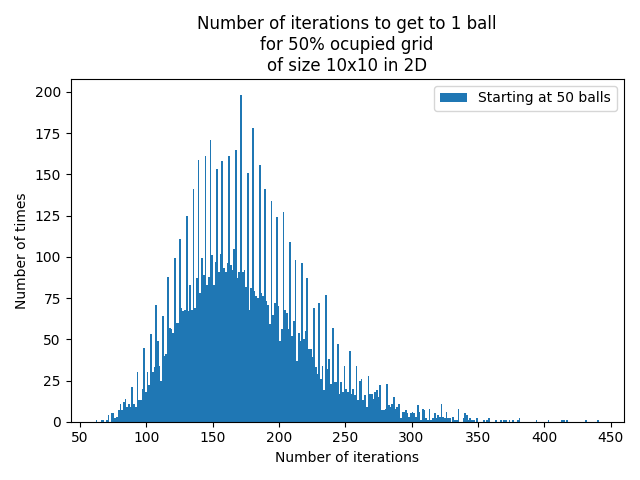 Number of iterations to get to 1 ball
for 50% ocupied grid
of size 10x10 in 2D
Starting at 50 balls
Number of times
200
175
150
125
100
75
50
25
0
50 100 150 200 250 300 350 400 450
Number of iterations